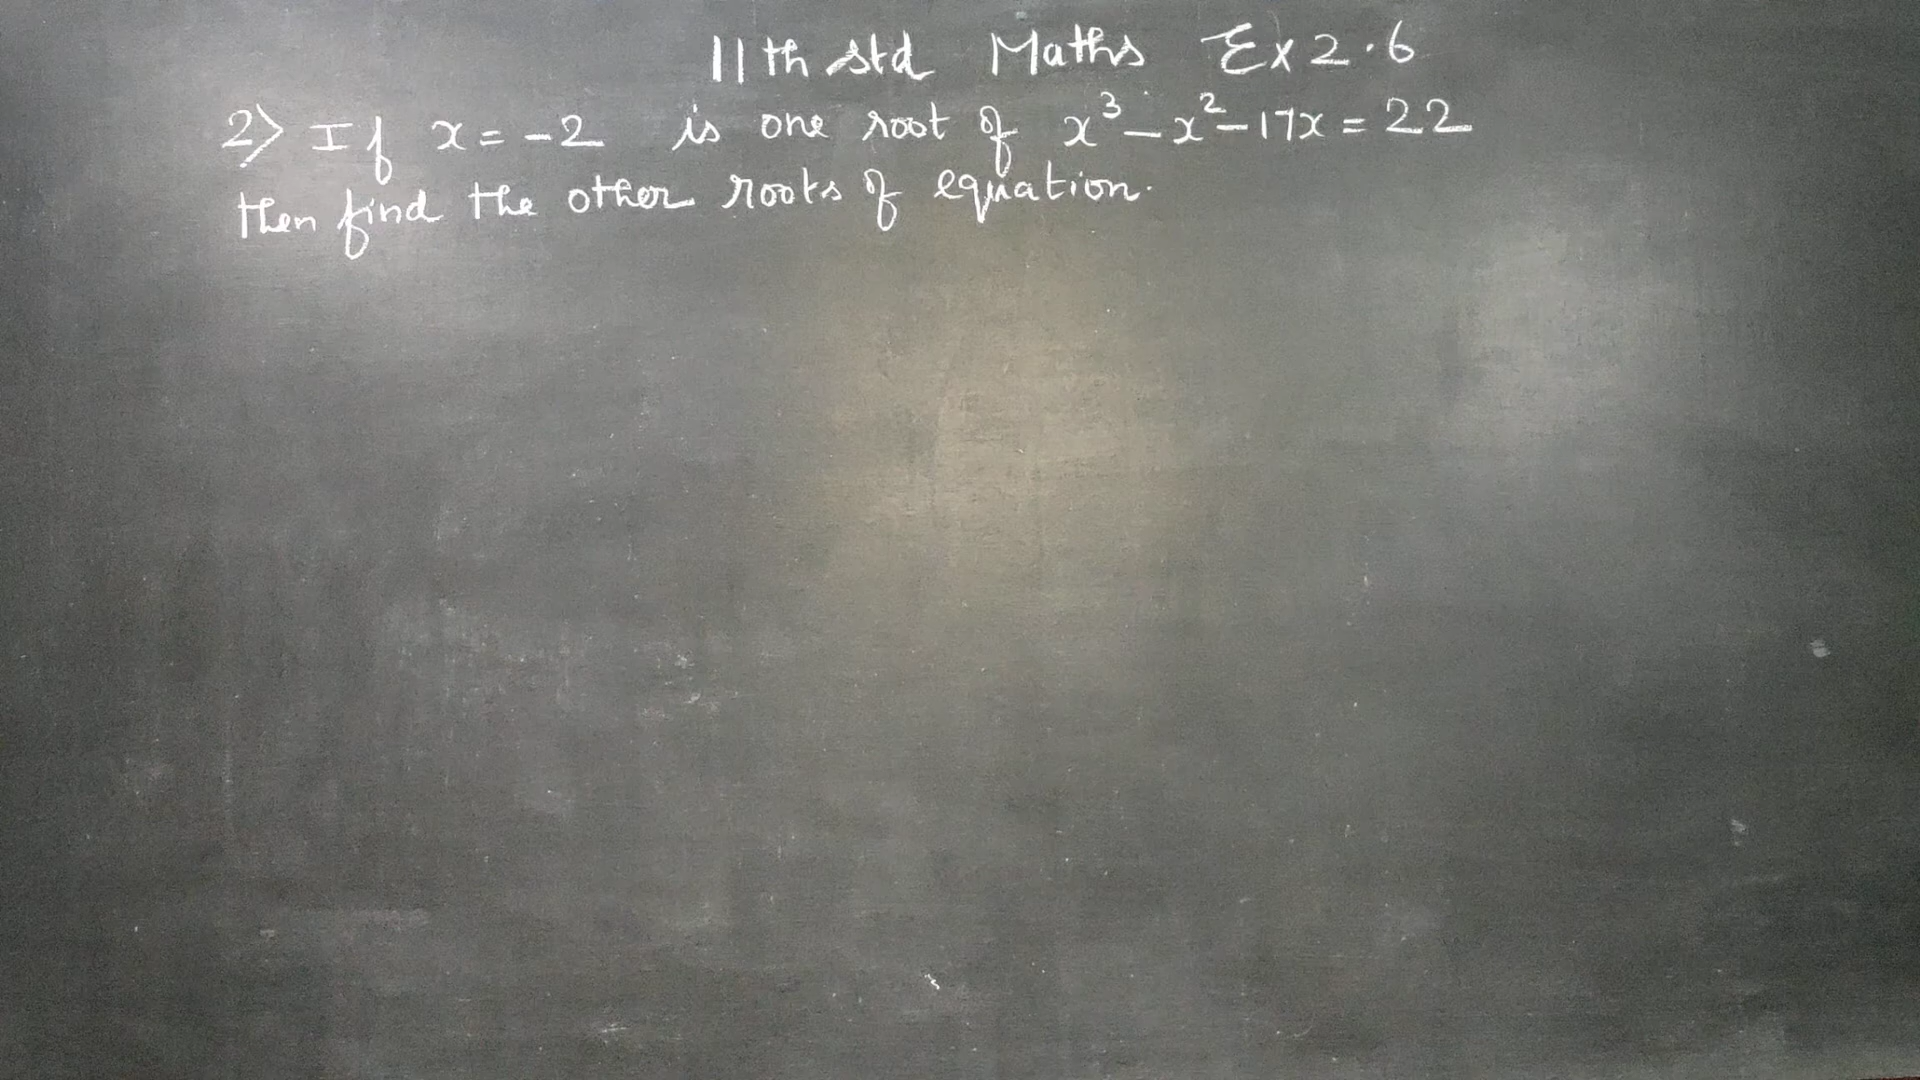 11th std Maths Ex 2.6
2) If x = -2 is one root of x³ - x² - 17x = 22
then find the other roots of equation.